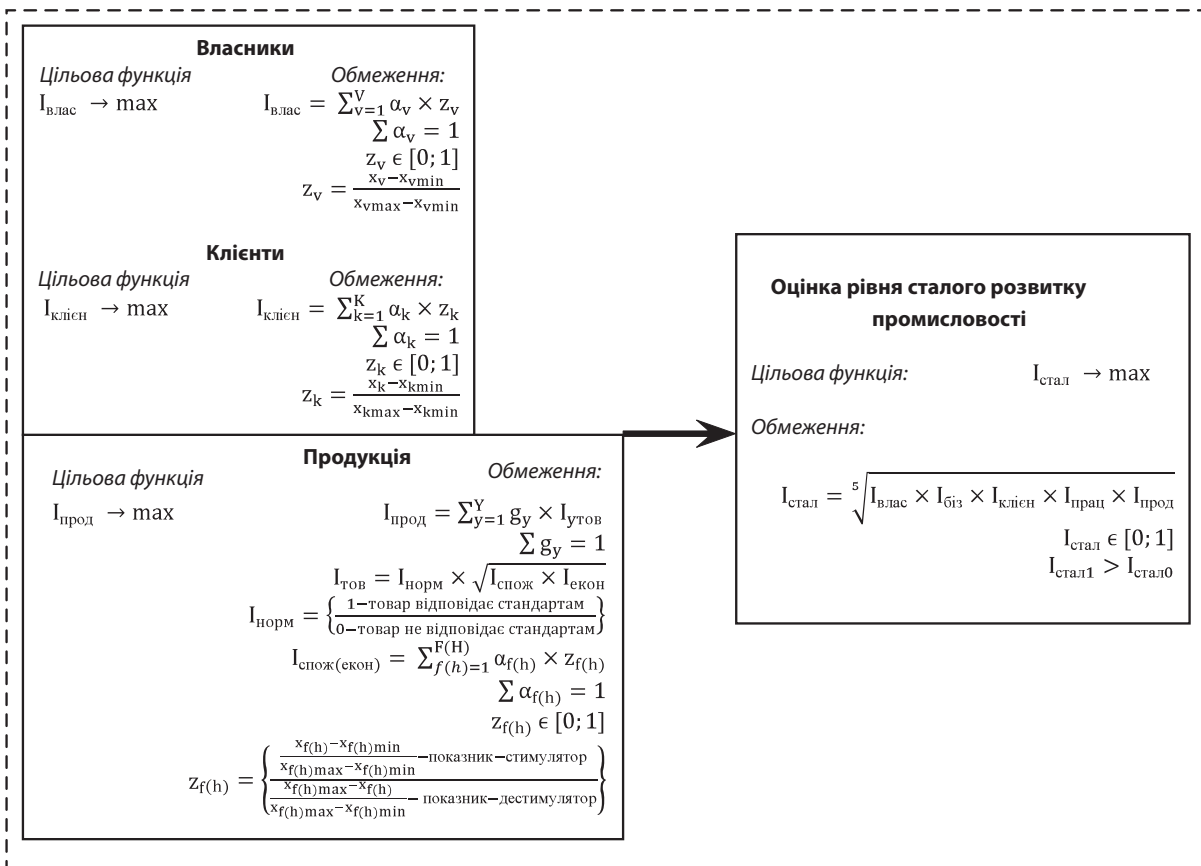 Власники
Цільова функція Обмеження:
I_влас → max I_влас = ∑_{v=1}^{V} α_v × z_v
∑ α_v = 1
z_v ϵ [0; 1]
z_v = (x_v−x_vmin)/(x_vmax−x_vmin)
Клієнти
Цільова функція Обмеження:
I_клієн → max I_клієн = ∑_{k=1}^{K} α_k × z_k
∑ α_k = 1
z_k ϵ [0; 1]
z_k = (x_k−x_kmin)/(x_kmax−x_kmin)
Продукція
Цільова функція Обмеження:
I_прод → max I_прод = ∑_{y=1}^{Y} g_y × I_yтов
∑ g_y = 1
I_тов = I_норм × √(I_спож × I_екон)
I_норм = {1−товар відповідає стандартам / 0−товар не відповідає стандартам}
I_спож(екон) = ∑_{f(h)=1}^{F(H)} α_f(h) × z_f(h)
∑ α_f(h) = 1
z_f(h) ϵ [0; 1]
z_f(h) = {(x_f(h)−x_f(h)min)/(x_f(h)max−x_f(h)min) −показник−стимулятор / (x_f(h)max−x_f(h))/(x_f(h)max−x_f(h)min) − показник−дестимулятор}
Оцінка рівня сталого розвитку
промисловості
Цільова функція: I_стал → max
Обмеження:
I_стал = ⁵√(I_влас × I_біз × I_клієн × I_прац × I_прод)
I_стал ϵ [0; 1]
I_стал1 > I_стал0